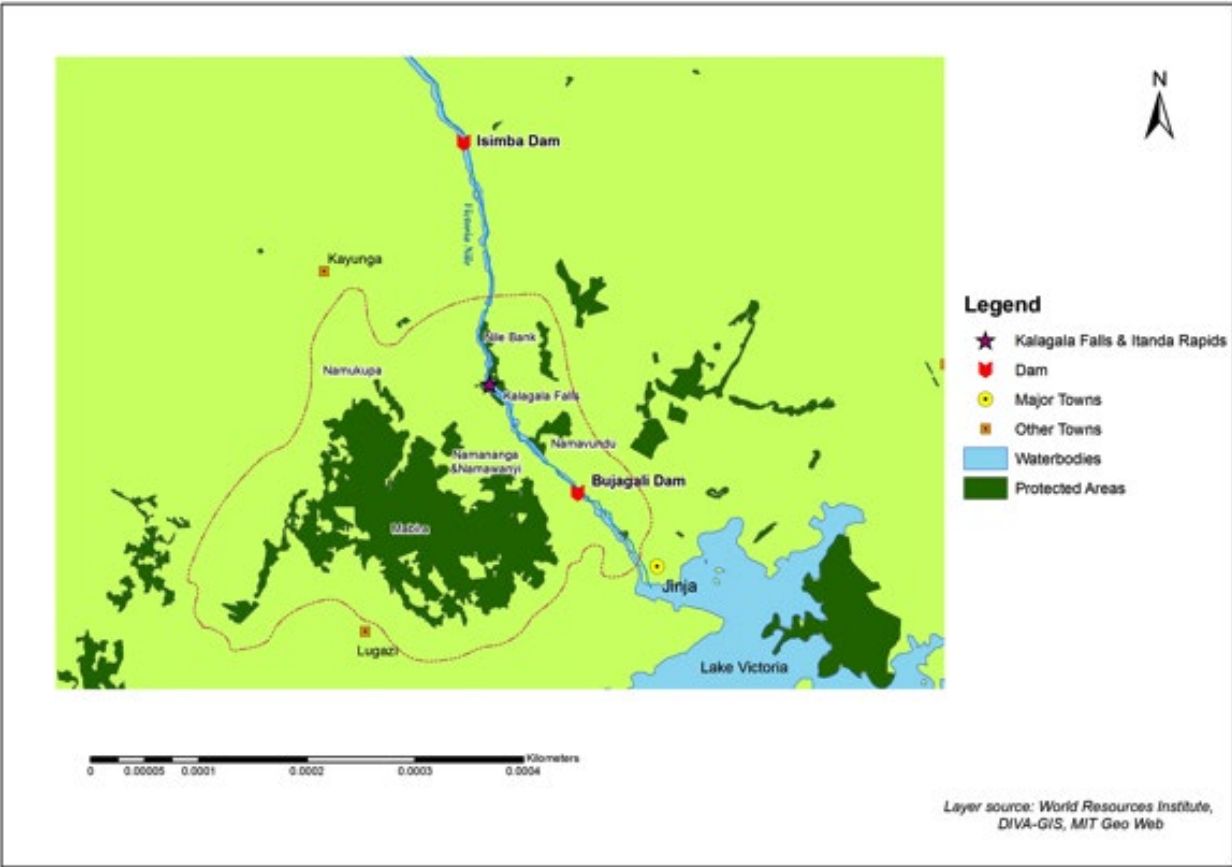 N
Isimba Dam
Victoria Nile
Kayunga
Nile Bank
Namukupa
Kalagala Falls
Namavundu
Namananga
&Namawanyi
Bujagali Dam
Mabira
Jinja
Lugazi
Lake Victoria
Legend
Kalagala Falls & Itanda Rapids
Dam
Major Towns
Other Towns
Waterbodies
Protected Areas
Kilometers
0 0.00005 0.0001 0.0002 0.0003 0.0004
Layer source: World Resources Institute,
DIVA-GIS, MIT Geo Web